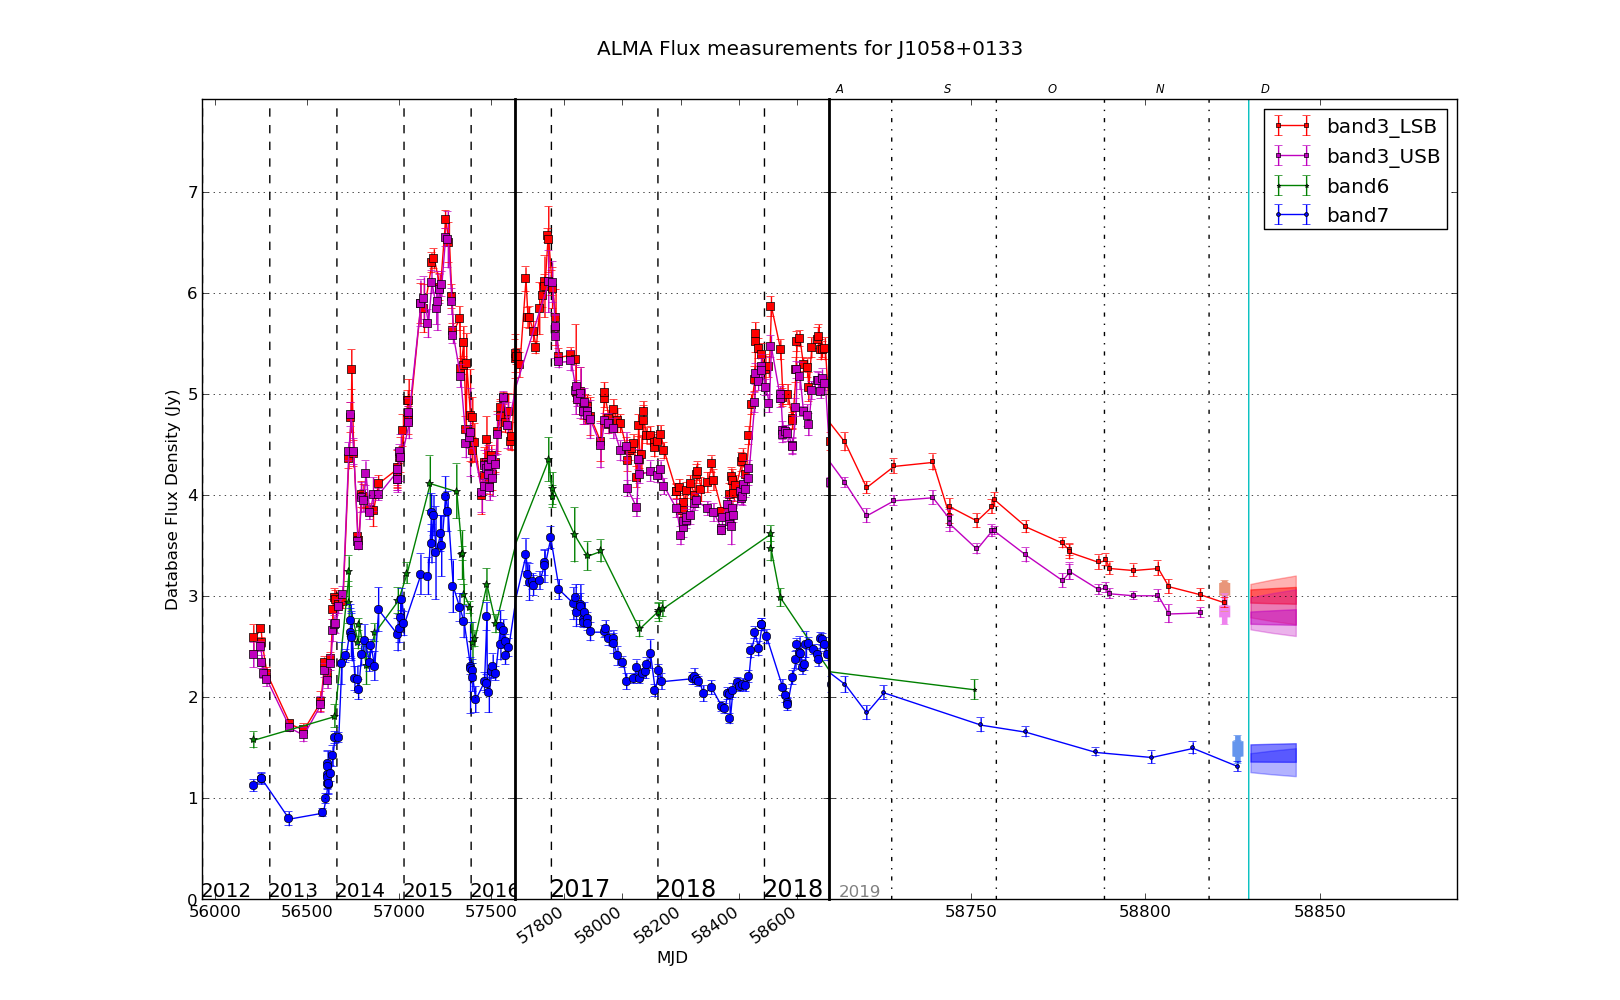 ALMA Flux measurements for J1058+0133
A S O N D
band3_LSB
band3_USB
band6
band7
Database Flux Density (Jy)
7
6
5
4
3
2
1
0
2012 2013 2014 2015 2016 2017 2018 2018 2019
56000 56500 57000 57500 57800 58000 58200 58400 58600 58750 58800 58850
MJD